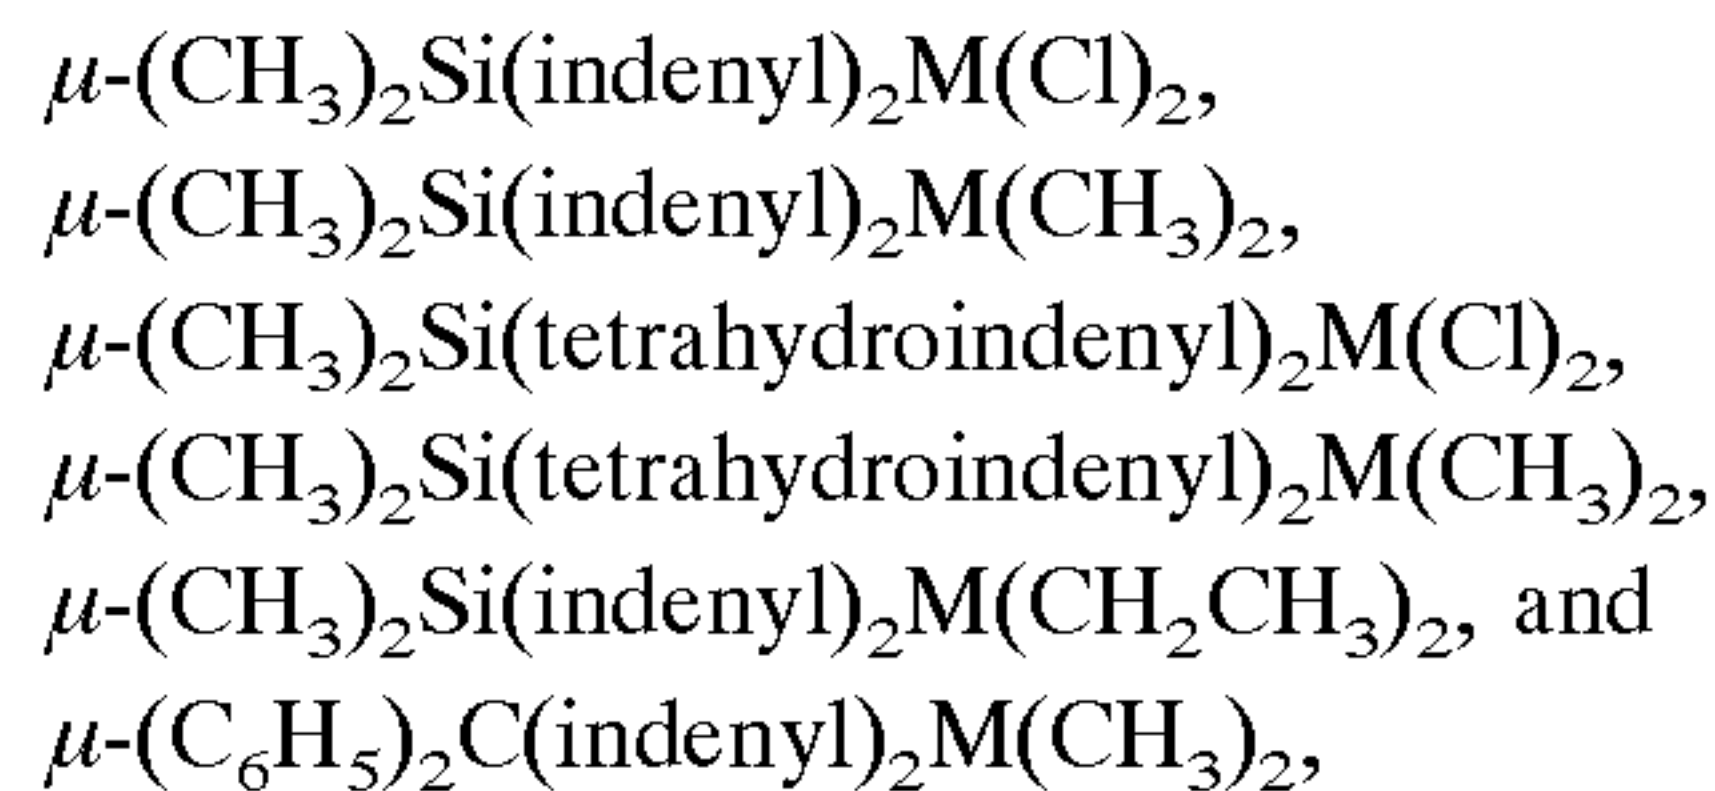 μ-(CH₃)₂Si(indenyl)₂M(Cl)₂,
μ-(CH₃)₂Si(indenyl)₂M(CH₃)₂,
μ-(CH₃)₂Si(tetrahydroindenyl)₂M(Cl)₂,
μ-(CH₃)₂Si(tetrahydroindenyl)₂M(CH₃)₂,
μ-(CH₃)₂Si(indenyl)₂M(CH₂CH₃)₂, and
μ-(C₆H₅)₂C(indenyl)₂M(CH₃)₂,